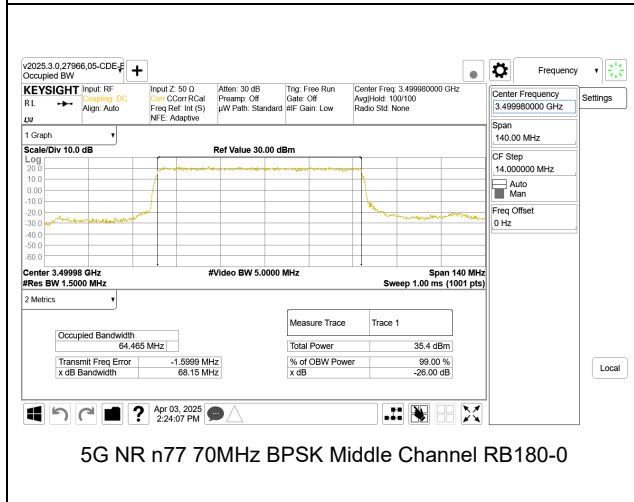 v2025.3.0,27966,05-CDE-E
Occupied BW
KEYSIGHT
R L
Input: RF
Coupling: DC
Align: Auto
Input Z: 50 Ω
Corr CCorr RCal
Freq Ref: Int (S)
NFE: Adaptive
Atten: 30 dB
Preamp: Off
µW Path: Standard
Trig: Free Run
Gate: Off
#IF Gain: Low
Center Freq: 3.499980000 GHz
Avg|Hold: 100/100
Radio Std: None
1 Graph
Scale/Div 10.0 dB
Ref Value 30.00 dBm
Log
20.0
10.0
0.00
-10.0
-20.0
-30.0
-40.0
-50.0
-60.0
Center 3.49998 GHz
#Video BW 5.0000 MHz
Span 140 MHz
#Res BW 1.5000 MHz
Sweep 1.00 ms (1001 pts)
2 Metrics
Measure Trace
Trace 1
Occupied Bandwidth
64.465 MHz
Total Power
35.4 dBm
Transmit Freq Error
-1.5999 MHz
% of OBW Power
99.00 %
x dB Bandwidth
68.15 MHz
x dB
-26.00 dB
Apr 03, 2025
2:24:07 PM
Frequency
Center Frequency
3.499980000 GHz
Settings
Span
140.00 MHz
CF Step
14.000000 MHz
Auto
Man
Freq Offset
0 Hz
Local
5G NR n77 70MHz BPSK Middle Channel RB180-0